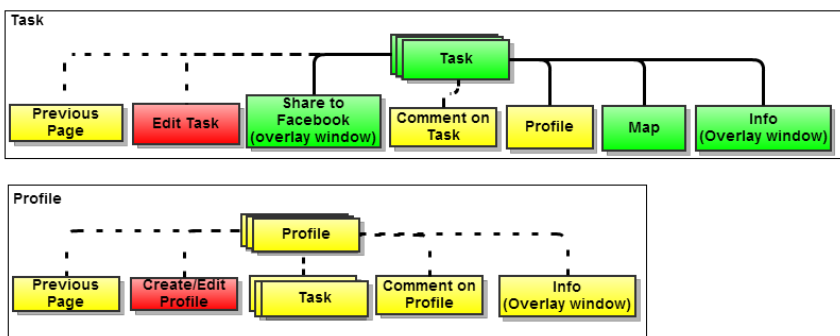 Task
Task
Previous
Page
Edit Task
Share to
Facebook
(overlay window)
Comment on
Task
Profile
Map
Info
(Overlay window)
Profile
Profile
Previous
Page
Create/Edit
Profile
Task
Comment on
Profile
Info
(Overlay window)